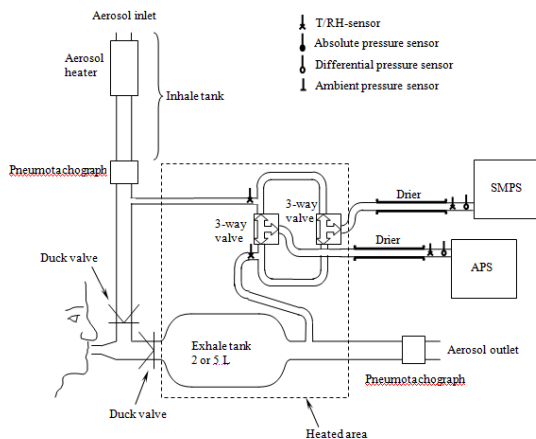 Aerosol inlet
Aerosol
heater
Inhale tank
T/RH-sensor
Absolute pressure sensor
Differential pressure sensor
Ambient pressure sensor
Pneumotachograph
3-way
valve
3-way
valve
Drier
SMPS
Drier
APS
Duck valve
Exhale tank
2 or 5 L
Aerosol outlet
Pneumotachograph
Duck valve
Heated area